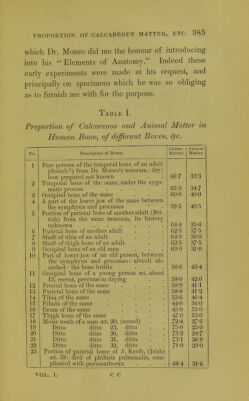 PROPORTION OF CALCAREOUS MATTER, ETC. 385
which Dr. Monro did me the honour of introducing
into his “Elements of Anatomy.” Indeed these
early experiments were made at his request, and
principally on specimens which he was so obliging
as to furnish me with for the purpose.
TABLE I.
Proportion of Calcareous and Animal Matter in
Human Bone, of different Races, &c.
No. Description of Bones. Calcar. Matter. Animal Matter.
1 Pars petrosa of the temporal bone of an adult
(Scotch?) from Dr. Monro's museum: dry:
how prepared not known 66·7 33·3
2 Temporal bone of the same, under the zygo-
matic process 65·3 34·7
3 Occipital bone of the same 60·0 40·0
4 A part of the lower jaw of the same between
the symphysis and processes 59·5 40·5
5 Portion of parietal bone of another adult (Bri-
tish) from the same museum, its history
unknown 64·4 35·6
6 Parietal bone of another adult 62·5 37·5
7 Shaft of tibia of an adult 64·0 36·0
8 Shaft of thigh bone of an adult 62·5 37·5
9 Occipital bone of an old man 69·0 31·0
10 Part of lower jaw of an old person, between
the symphysis and processes: alveoli ab-
sorbed: the bone brittle 56·6 43·4
11 Occipital bone of a young person æt. about
15, recent, previous to drying 58·0 42·0
12 Frontal bone of the same 58·9 41·1
13 Parietal bone of the same 58·8 41·2
14 Tibia of the same 53·6 46·4
15 Fibula of the same 44·0 56·0
16 Ileum of the same 45·0 55·0
17 Thigh bone of the same 47·0 53·0
18 Molar tooth of a man æt. 20, (sound) 72·4 27·6
19 Ditto ditto 23, ditto 75·0 25·0
20 Ditto ditto 30, ditto 75·3 24·7
21 Ditto ditto 31, ditto 73·1 26·9
22 Ditto ditto 32, ditto 71·0 29·0
23 Portion of parietal bone of J. Keefe, (Irish)
æt. 33: died of phthisis pulmonalis, com-
plicated with pneumathorax 68·4 31·6
VOL. I. C C